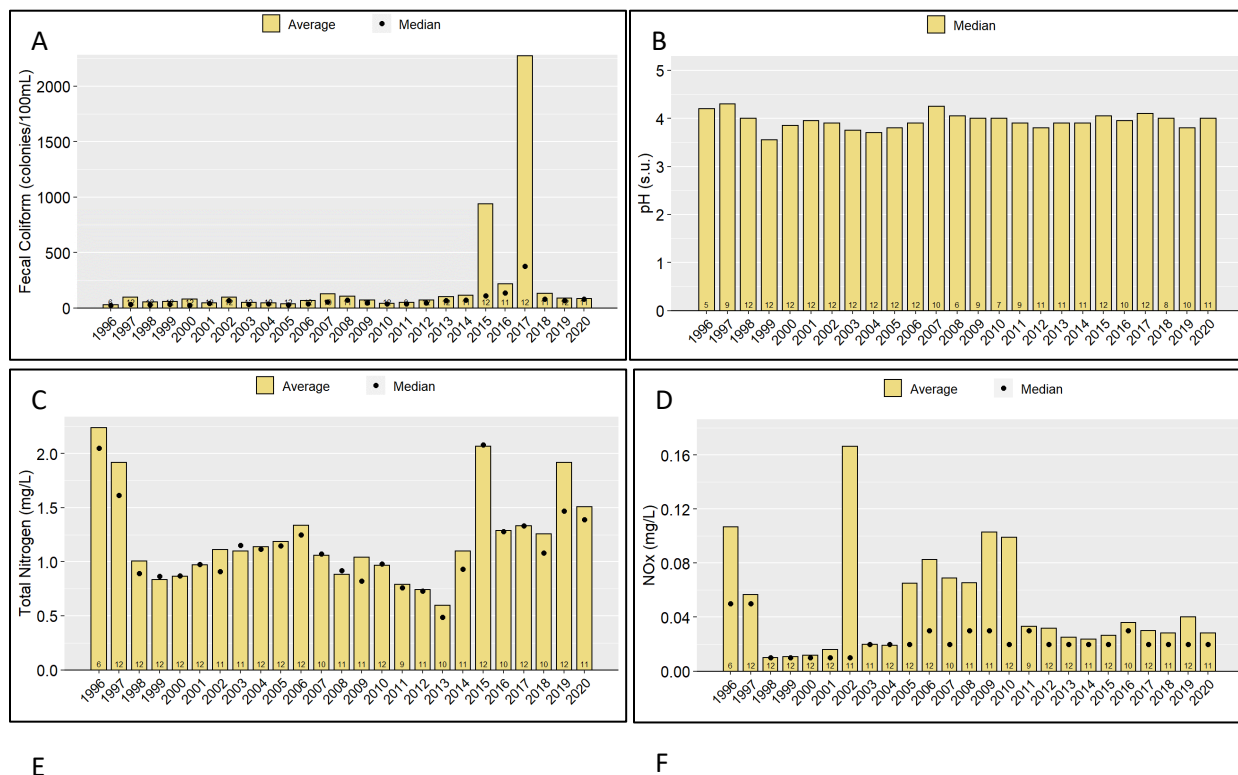 A
Average Median
Fecal Coliform (colonies/100mL)
2000
1500
1000
500
0
12 11 12
1996 1997 1998 1999 2000 2001 2002 2003 2004 2005 2006 2007 2008 2009 2010 2011 2012 2013 2014 2015 2016 2017 2018 2019 2020
B
Median
pH (s.u.)
5
4
3
2
1
0
5 9 12 12 12 12 12 12 12 12 12 10 6 9 7 9 11 11 11 12 10 12 8 10 11
1996 1997 1998 1999 2000 2001 2002 2003 2004 2005 2006 2007 2008 2009 2010 2011 2012 2013 2014 2015 2016 2017 2018 2019 2020
C
Average Median
Total Nitrogen (mg/L)
2.0
1.5
1.0
0.5
0.0
6 12 12 12 12 12 11 11 11 12 12 10 11 11 12 9 11 10 11 12 10 12 10 12 11
1996 1997 1998 1999 2000 2001 2002 2003 2004 2005 2006 2007 2008 2009 2010 2011 2012 2013 2014 2015 2016 2017 2018 2019 2020
D
Average Median
NOx (mg/L)
0.16
0.12
0.08
0.04
0.00
6 12 12 12 12 12 11 11 11 12 12 10 11 11 12 9 12 12 11 12 10 12 11 12 11
1996 1997 1998 1999 2000 2001 2002 2003 2004 2005 2006 2007 2008 2009 2010 2011 2012 2013 2014 2015 2016 2017 2018 2019 2020
E
F